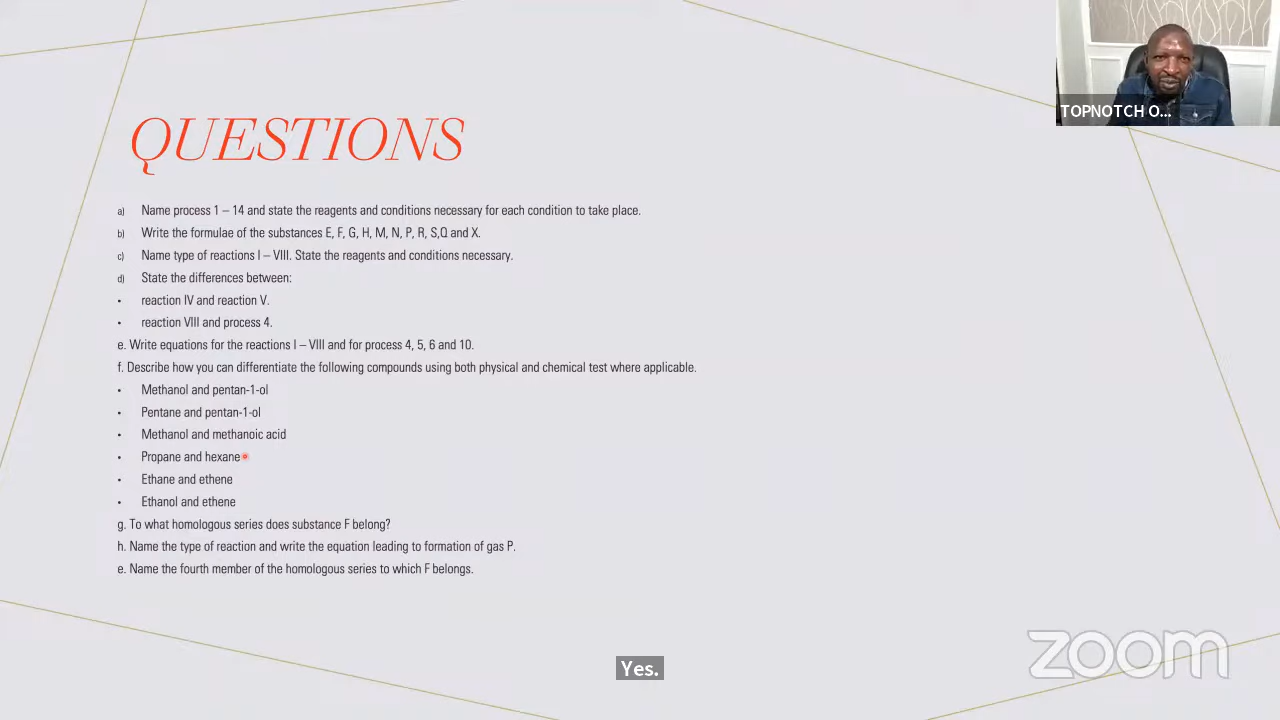 TOPNOTCH O...
QUESTIONS
a) Name process 1 – 14 and state the reagents and conditions necessary for each condition to take place.
b) Write the formulae of the substances E, F, G, H, M, N, P, R, S,Q and X.
c) Name type of reactions I – VIII. State the reagents and conditions necessary.
d) State the differences between:
• reaction IV and reaction V.
• reaction VIII and process 4.
e. Write equations for the reactions I – VIII and for process 4, 5, 6 and 10.
f. Describe how you can differentiate the following compounds using both physical and chemical test where applicable.
• Methanol and pentan-1-ol
• Pentane and pentan-1-ol
• Methanol and methanoic acid
• Propane and hexane
• Ethane and ethene
• Ethanol and ethene
g. To what homologous series does substance F belong?
h. Name the type of reaction and write the equation leading to formation of gas P.
e. Name the fourth member of the homologous series to which F belongs.
zoom
Yes.